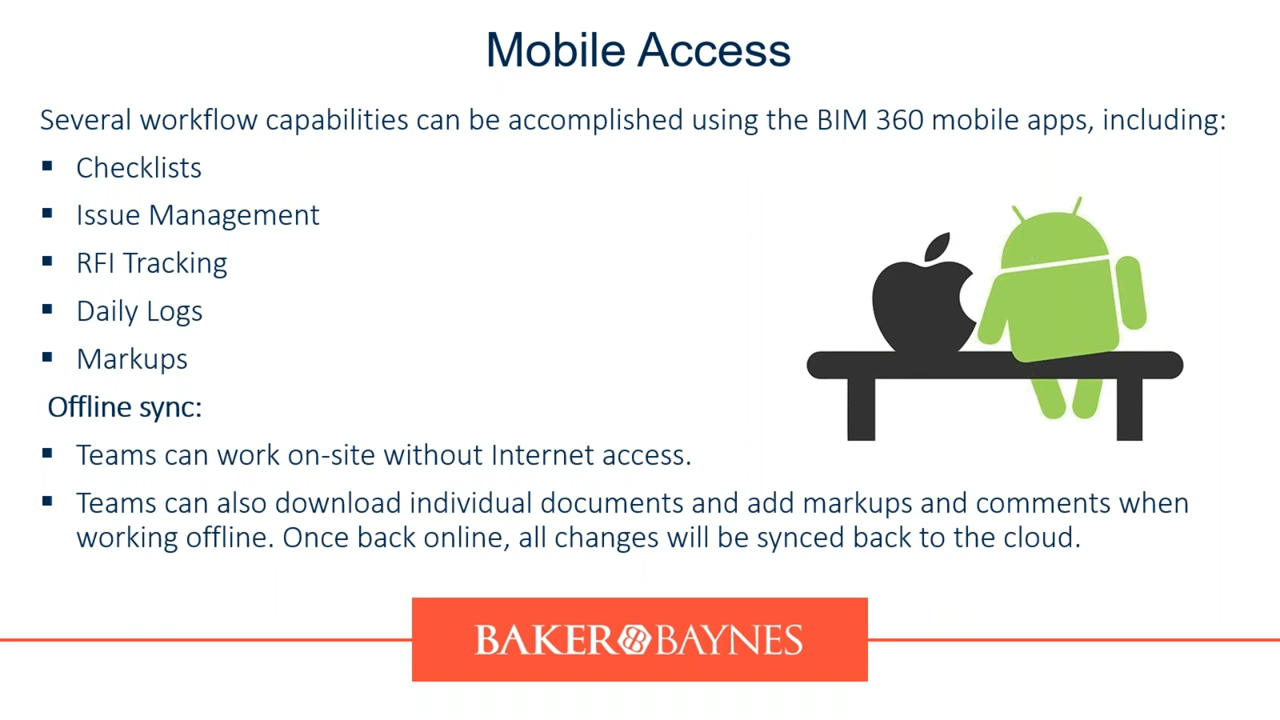 Mobile Access
Several workflow capabilities can be accomplished using the BIM 360 mobile apps, including:
▪ Checklists
▪ Issue Management
▪ RFI Tracking
▪ Daily Logs
▪ Markups
Offline sync:
▪ Teams can work on-site without Internet access.
▪ Teams can also download individual documents and add markups and comments when
working offline. Once back online, all changes will be synced back to the cloud.
BAKER BAYNES